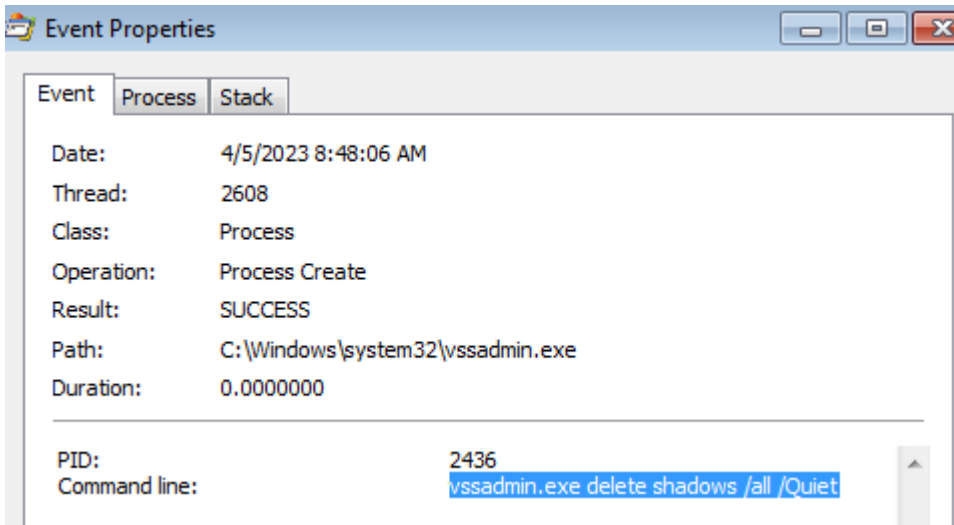 Event Properties
Event Process Stack
Date: 4/5/2023 8:48:06 AM
Thread: 2608
Class: Process
Operation: Process Create
Result: SUCCESS
Path: C:\Windows\system32\vssadmin.exe
Duration: 0.0000000
PID: 2436
Command line: vssadmin.exe delete shadows /all /Quiet